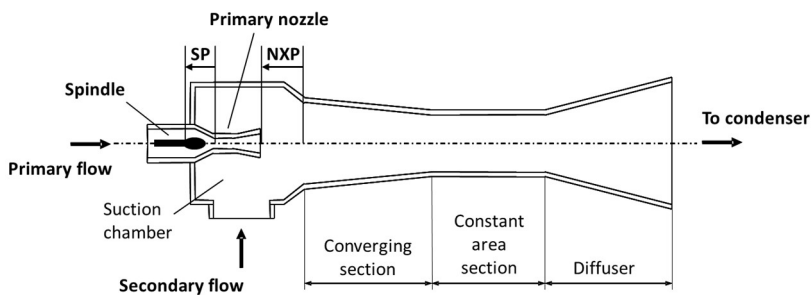 Primary nozzle
SP
NXP
Spindle
To condenser
Primary flow
Suction
chamber
Constant
area
section
Converging
section
Diffuser
Secondary flow